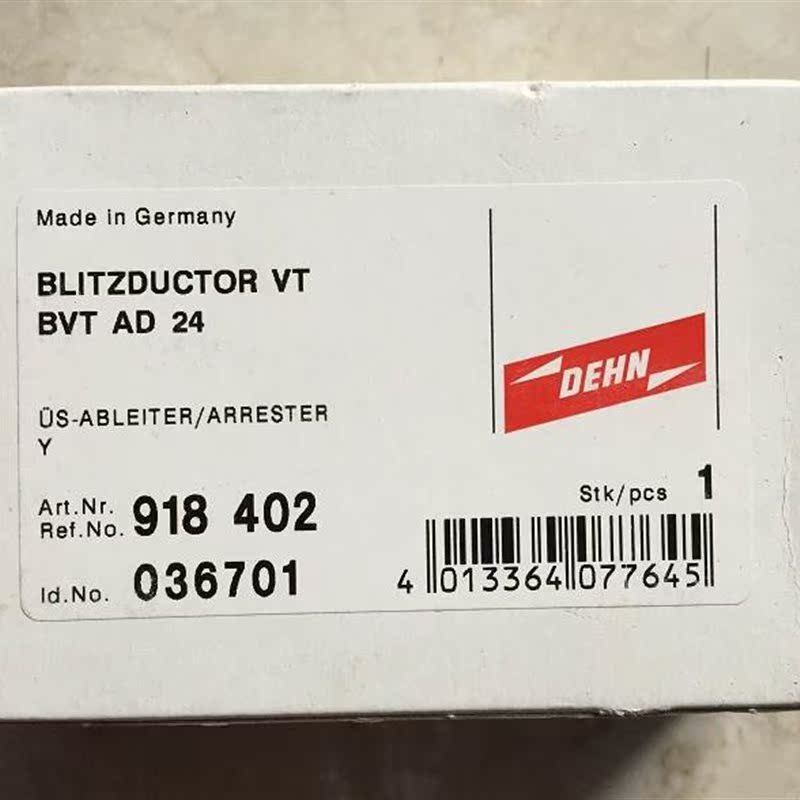 Made in Germany
BLITZDUCTOR VT
BVT AD 24
DEHN
ÜS-ABLEITER/ARRESTER
Y
Stk/pcs 1
Art.Nr.
Ref.No. 918 402
Id.No. 036701
4 013364 077645